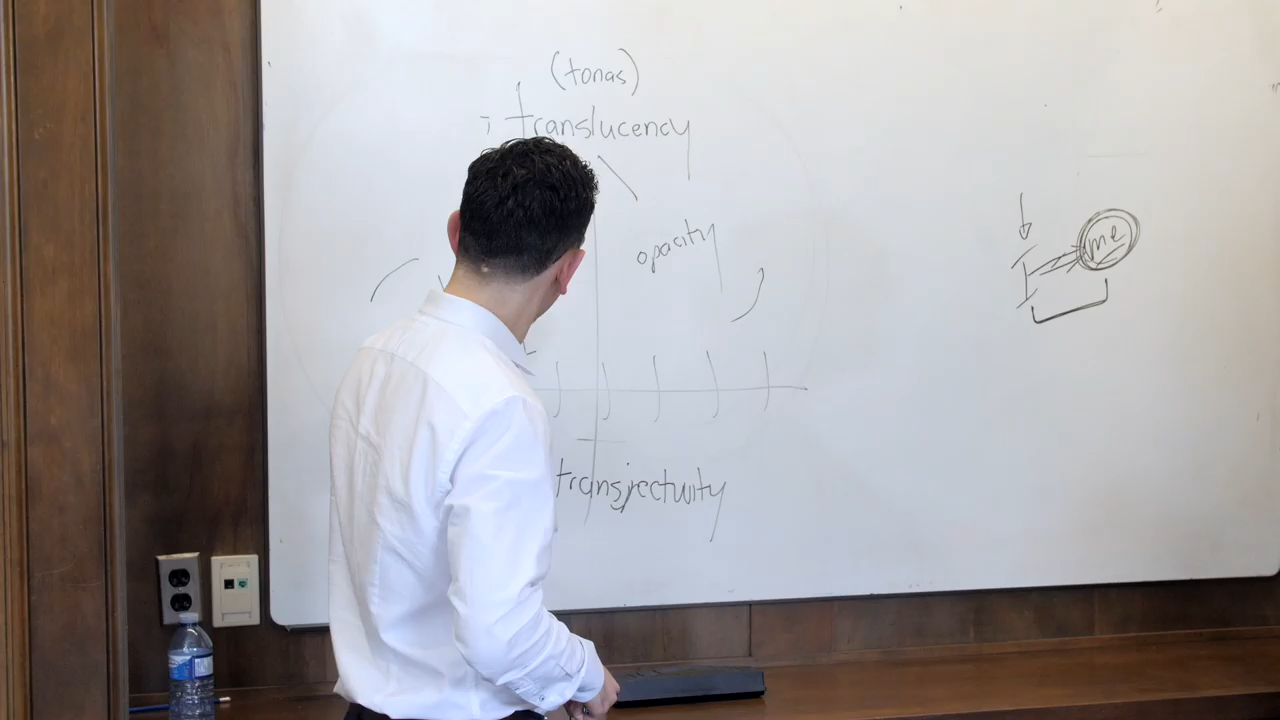 (tonas)
translucency
opacity
transjectivity
I me